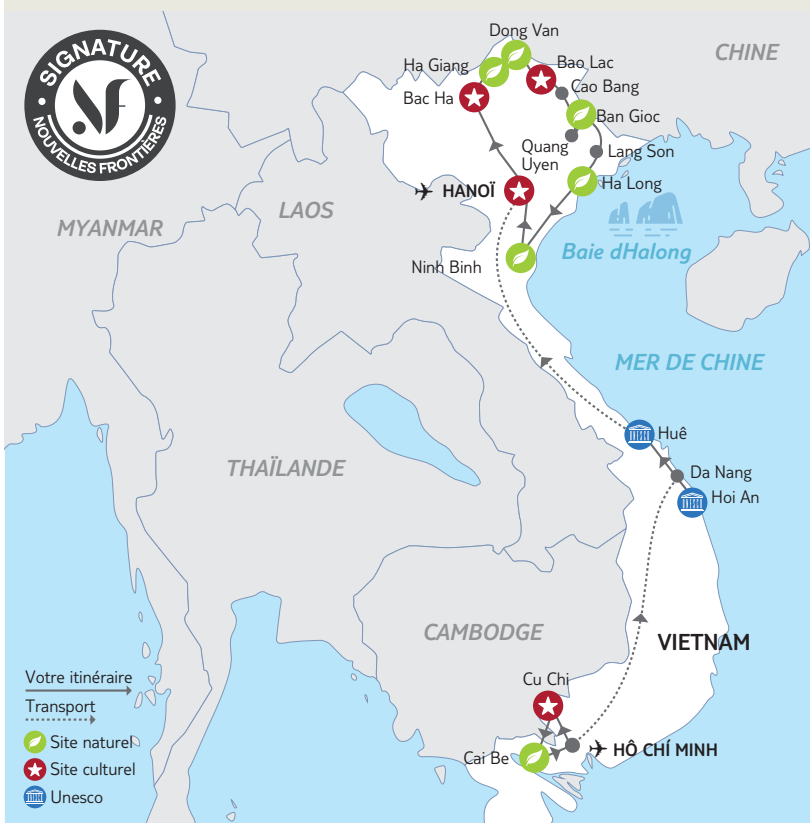 SIGNATURE
NF
NOUVELLES FRONTIÈRES
CHINE
Dong Van
Ha Giang
Bao Lac
Bac Ha
Cao Bang
Ban Gioc
Quang
Uyen
Lang Son
HANOÏ
Ha Long
LAOS
MYANMAR
Baie dHalong
Ninh Binh
MER DE CHINE
Huê
THAÏLANDE
Da Nang
Hoi An
CAMBODGE
VIETNAM
Cu Chi
Cai Be
HÔ CHÍ MINH
Votre itinéraire
Transport
Site naturel
Site culturel
Unesco